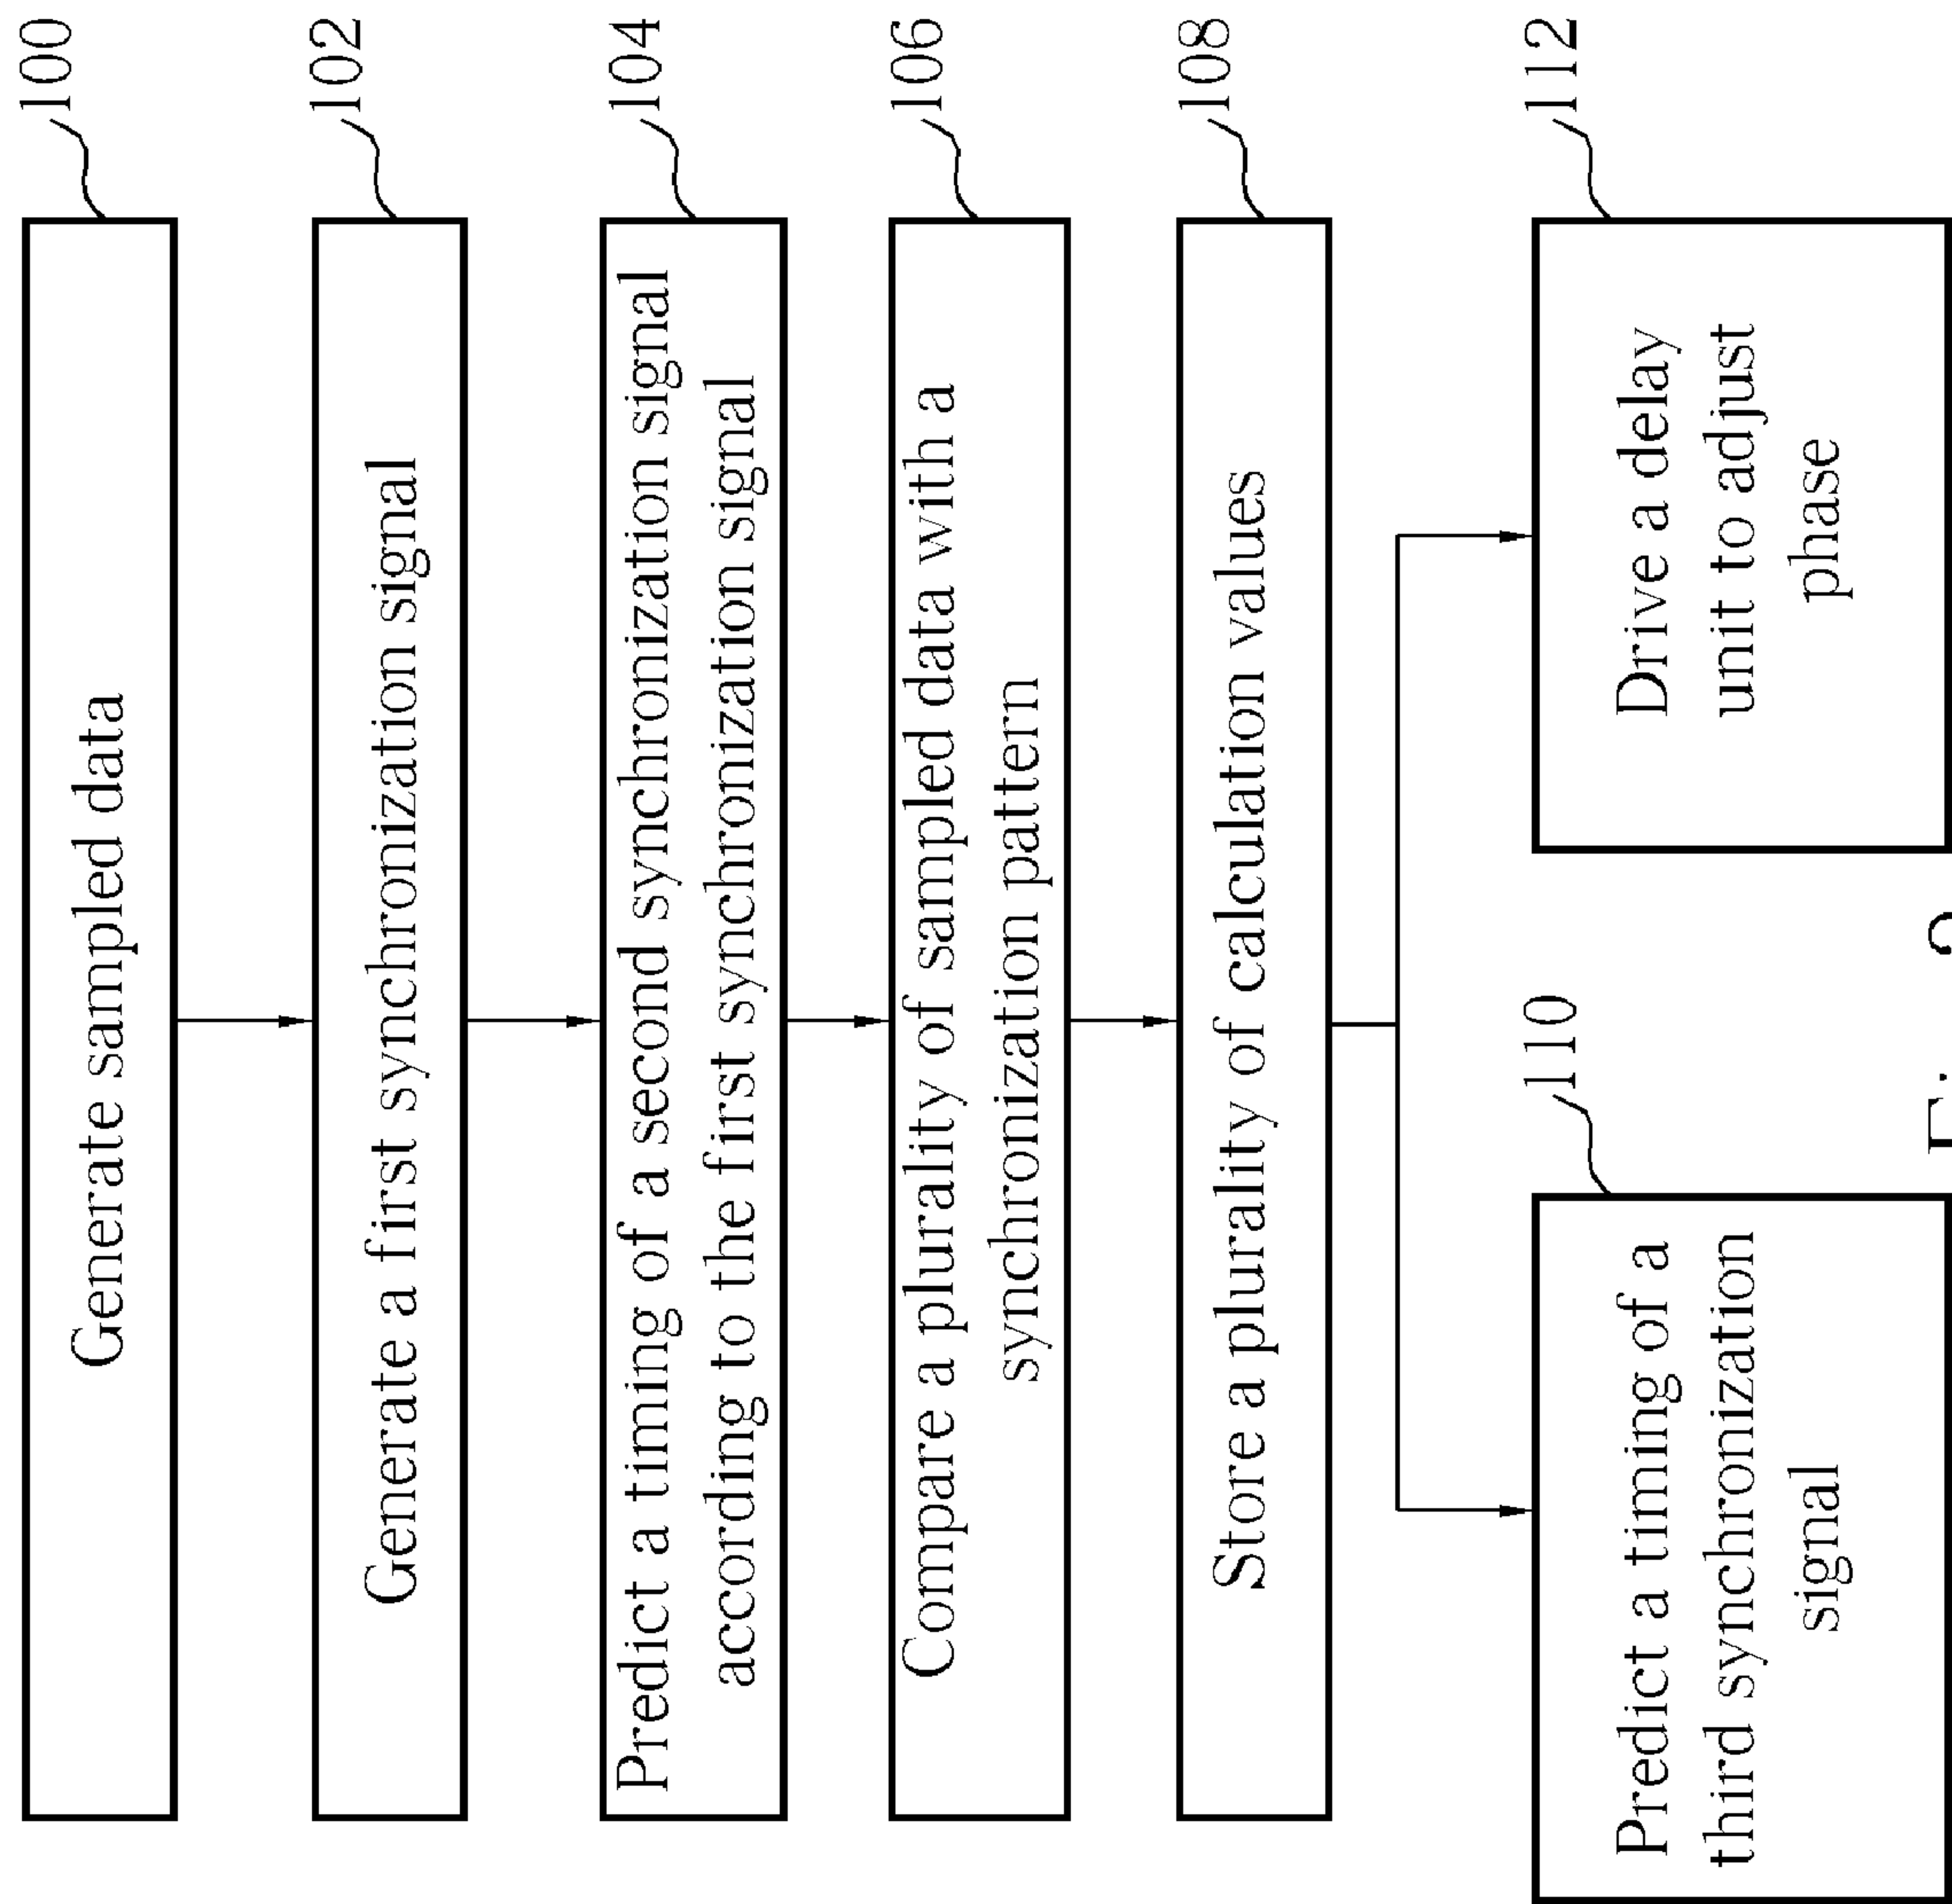 Generate sampled data
100
Generate a first synchronization signal
102
Predict a timing of a second synchronization signal
according to the first synchronization signal
104
Compare a plurality of sampled data with a
synchronization pattern
106
Store a plurality of calculation values
108
Predict a timing of a
third synchronization
signal
110
Drive a delay
unit to adjust
phase
112